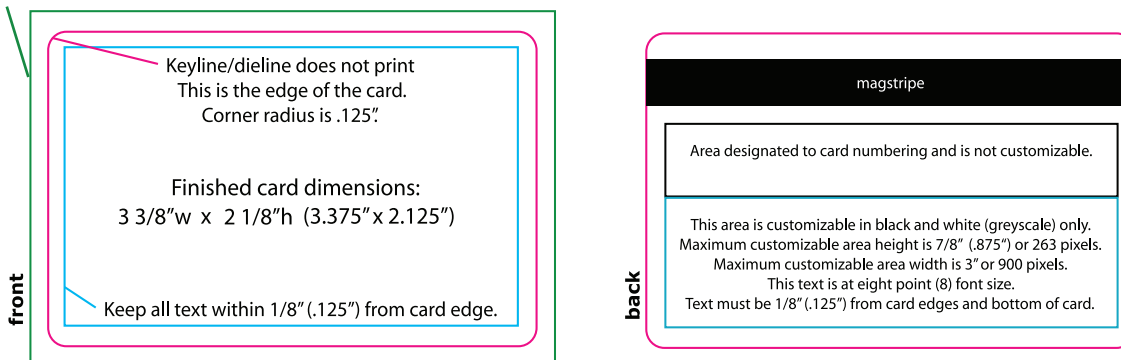 front
Keyline/dieline does not print
This is the edge of the card.
Corner radius is .125”.
Finished card dimensions:
3 3/8”w x 2 1/8”h (3.375” x 2.125”)
Keep all text within 1/8” (.125”) from card edge.
back
magstripe
Area designated to card numbering and is not customizable.
This area is customizable in black and white (greyscale) only.
Maximum customizable area height is 7/8” (.875“) or 263 pixels.
Maximum customizable area width is 3” or 900 pixels.
This text is at eight point (8) font size.
Text must be 1/8” (.125”) from card edges and bottom of card.